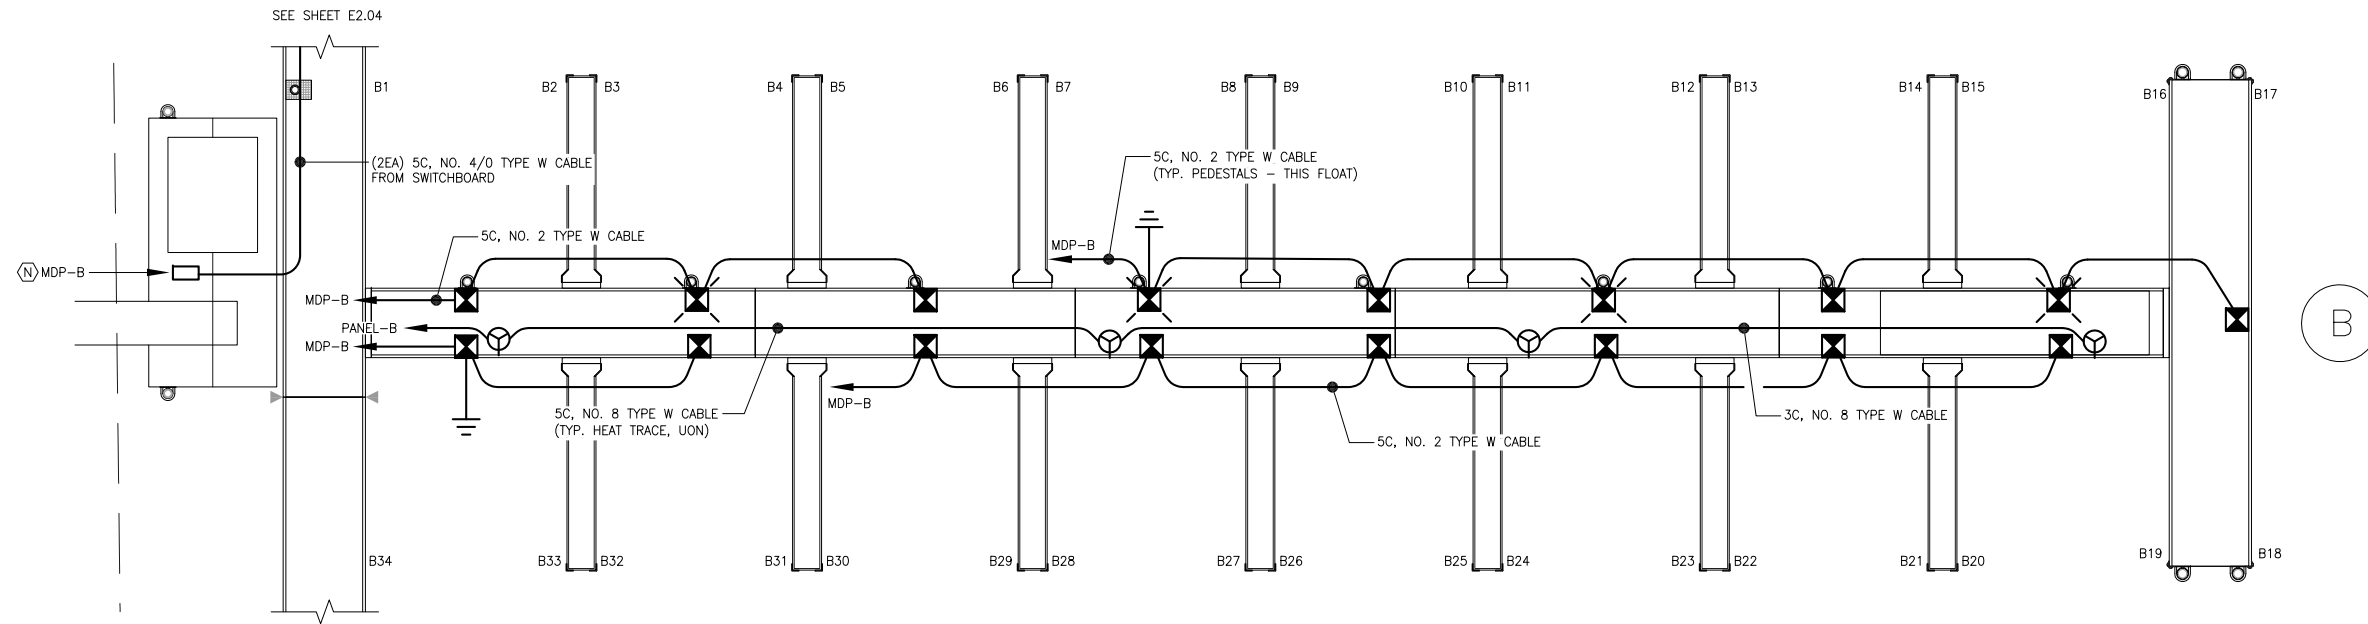 SEE SHEET E2.04
B1
B2 B3
B4 B5
B6 B7
B8 B9
B10 B11
B12 B13
B14 B15
B16 B17
(2EA) 5C, NO. 4/0 TYPE W CABLE
FROM SWITCHBOARD
5C, NO. 2 TYPE W CABLE
(TYP. PEDESTALS – THIS FLOAT)
5C, NO. 2 TYPE W CABLE
MDP–B
N MDP–B
MDP–B
PANEL–B
MDP–B
B
MDP–B
5C, NO. 8 TYPE W CABLE
(TYP. HEAT TRACE, UON)
3C, NO. 8 TYPE W CABLE
5C, NO. 2 TYPE W CABLE
B34
B33 B32
B31 B30
B29 B28
B27 B26
B25 B24
B23 B22
B21 B20
B19 B18